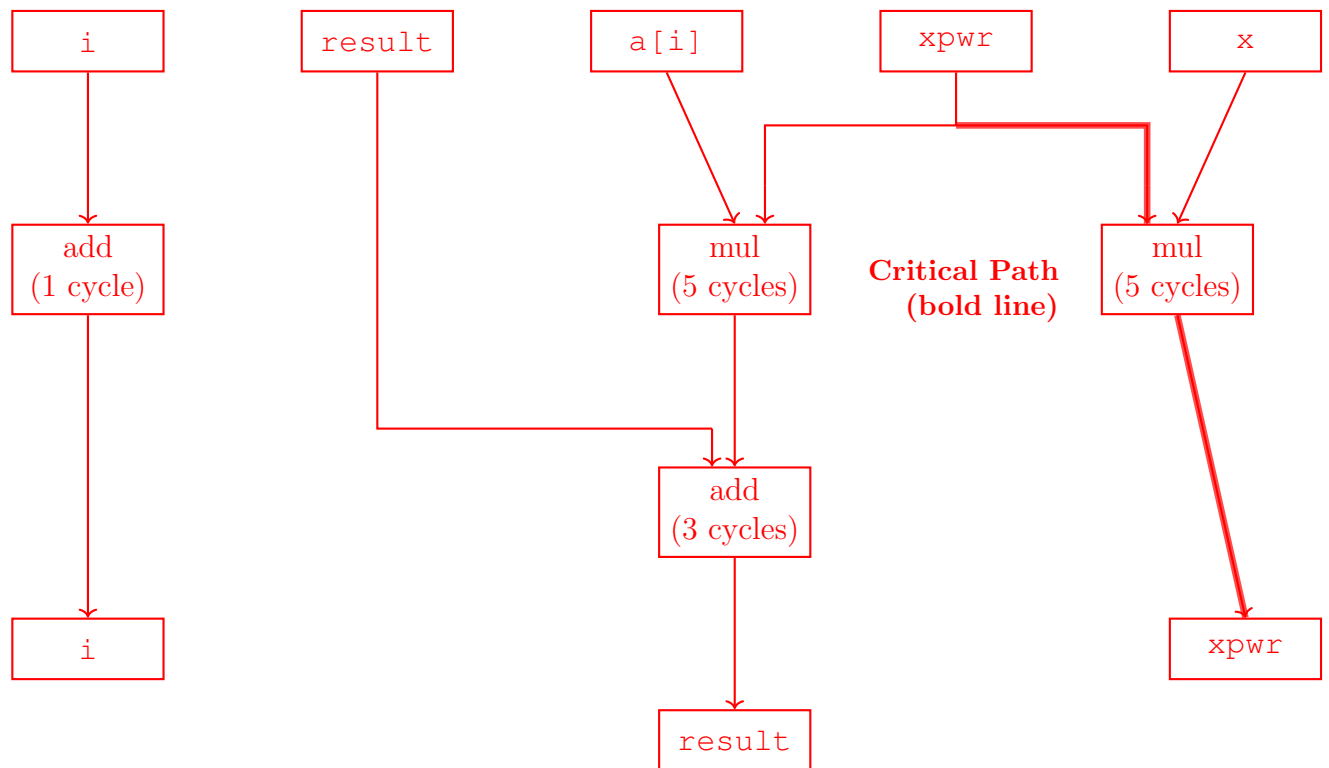 i
result
a[i]
xpwr
x
add
(1 cycle)
mul
(5 cycles)
Critical Path
(bold line)
mul
(5 cycles)
add
(3 cycles)
i
xpwr
result